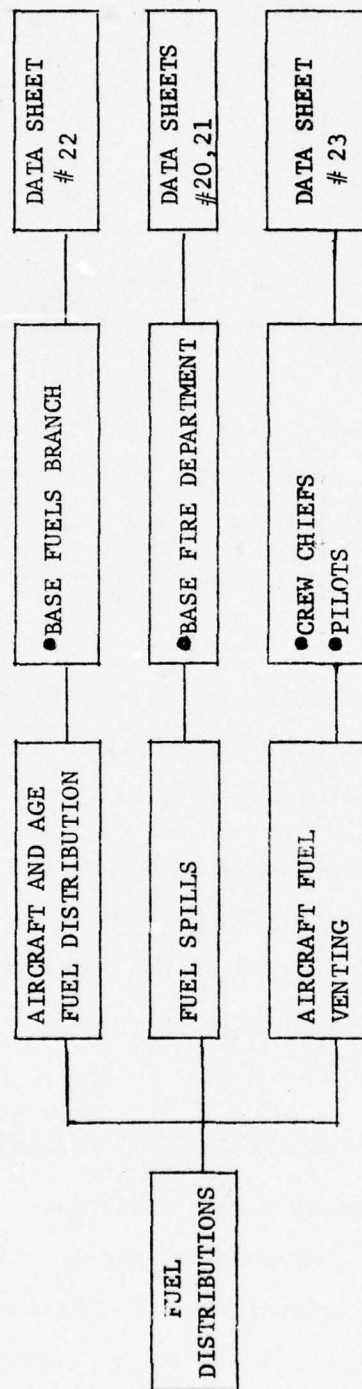 FUEL
DISTRIBUTIONS
AIRCRAFT AND AGE
FUEL DISTRIBUTION
●BASE FUELS BRANCH
DATA SHEET
# 22
FUEL SPILLS
●BASE FIRE DEPARTMENT
DATA SHEETS
#20,21
AIRCRAFT FUEL
VENTING
●CREW CHIEFS
●PILOTS
DATA SHEET
# 23